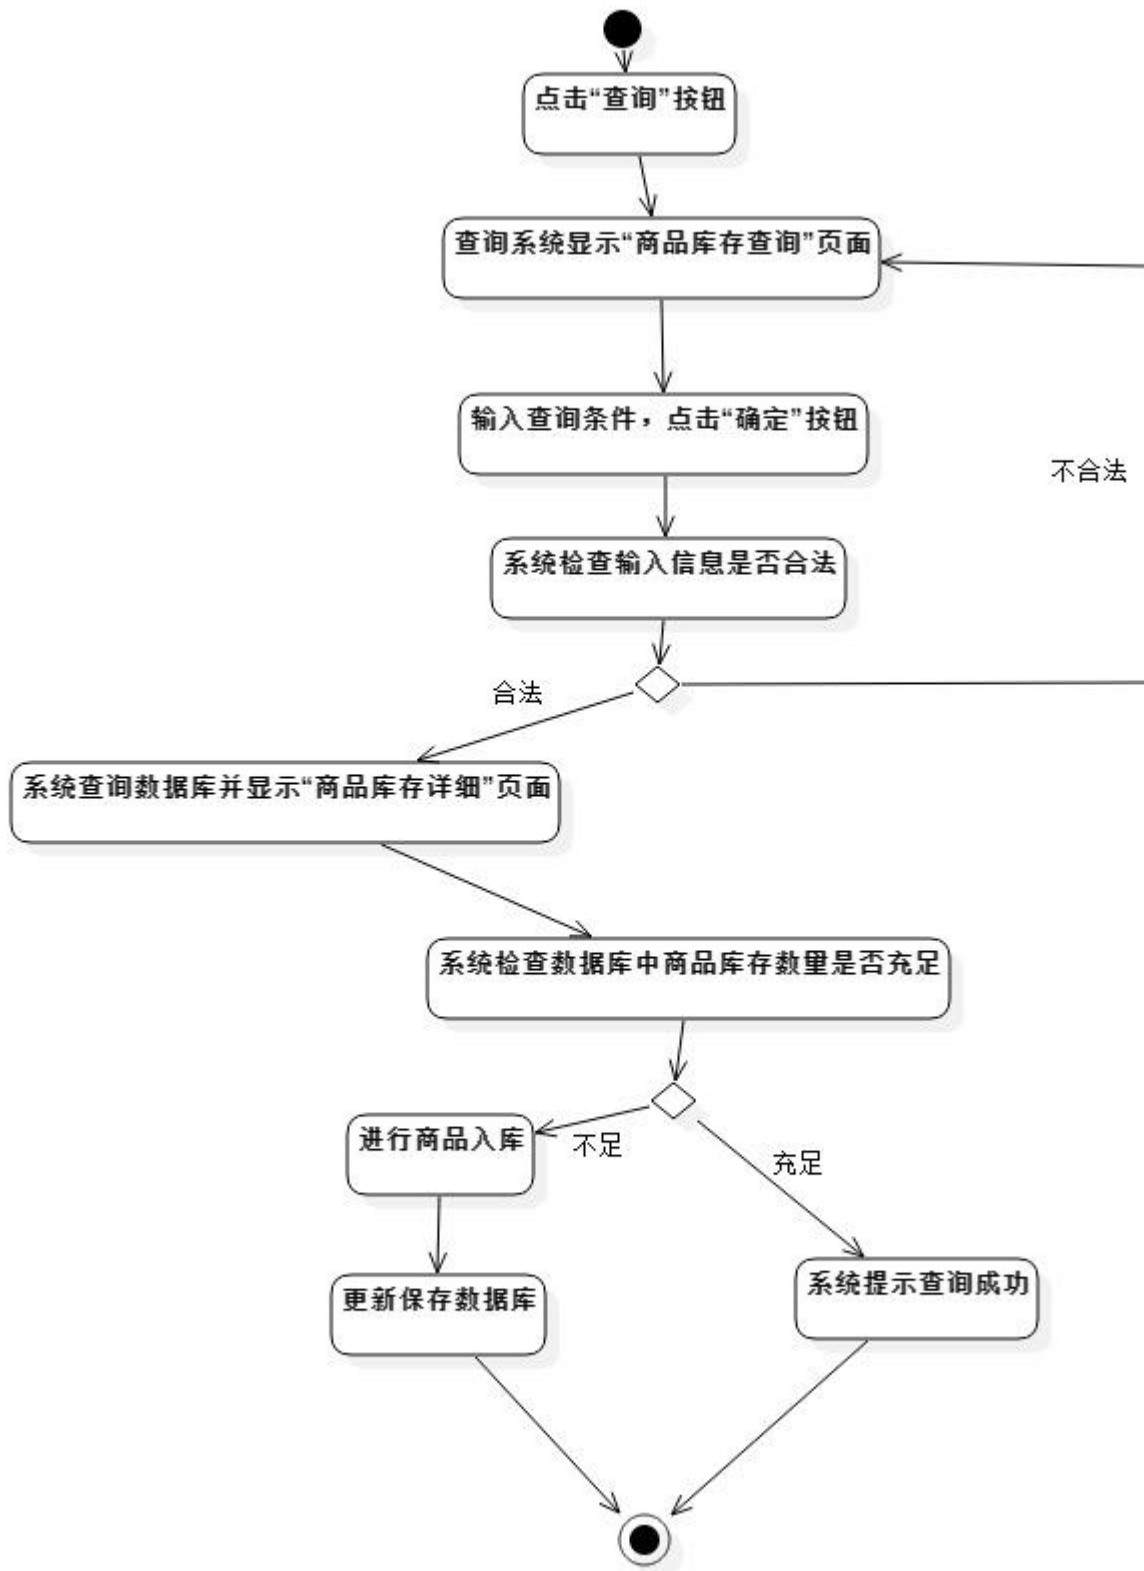 点击“查询”按钮
查询系统显示“商品库存查询”页面
输入查询条件，点击“确定”按钮
不合法
系统检查输入信息是否合法
合法
系统查询数据库并显示“商品库存详细”页面
系统检查数据库中商品库存数量是否充足
进行商品入库
不足
充足
更新保存数据库
系统提示查询成功